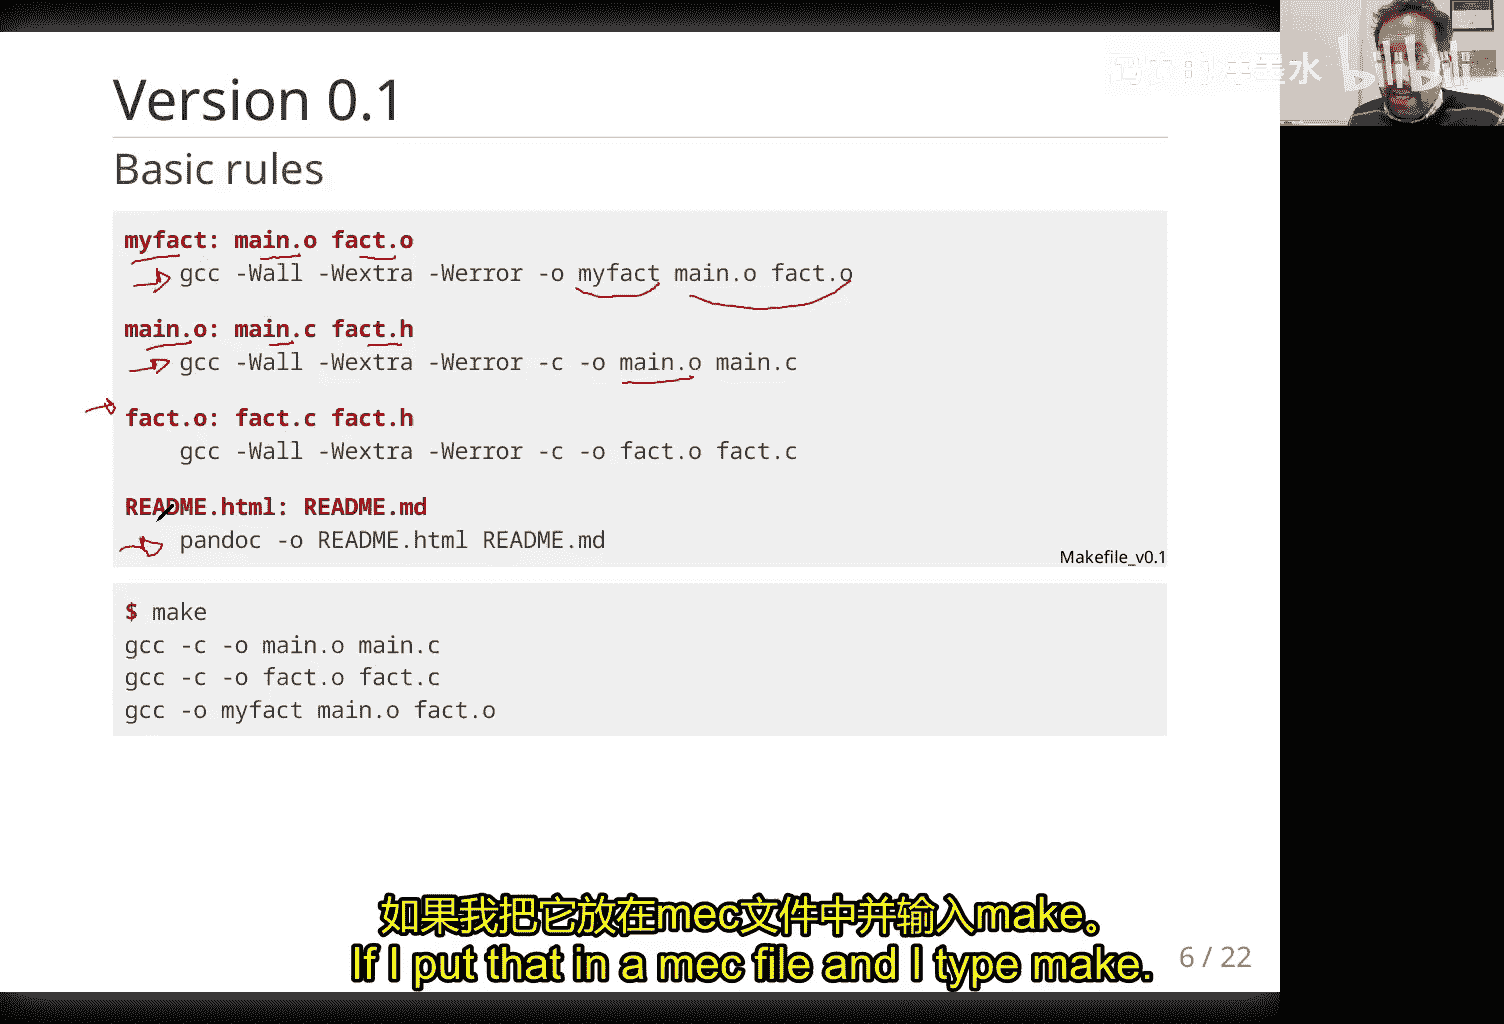 Version 0.1
Basic rules
myfact: main.o fact.o
gcc -Wall -Wextra -Werror -o myfact main.o fact.o
main.o: main.c fact.h
gcc -Wall -Wextra -Werror -c -o main.o main.c
fact.o: fact.c fact.h
gcc -Wall -Wextra -Werror -c -o fact.o fact.c
README.html: README.md
pandoc -o README.html README.md
Makefile_v0.1
$ make
gcc -c -o main.o main.c
gcc -c -o fact.o fact.c
gcc -o myfact main.o fact.o
如果我把它放在mec文件中并输入make。
If I put that in a mec file and I type make.
6 / 22
bilibili